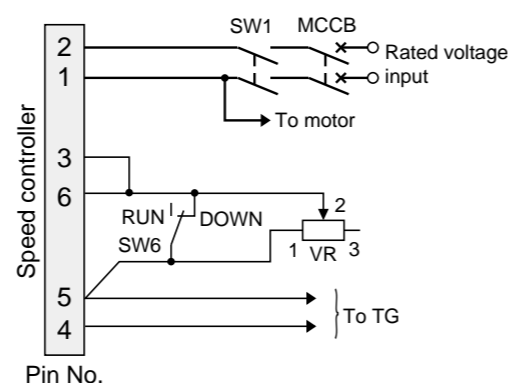 SW1 MCCB
2
Rated voltage
1
input
To motor
3
6
2
RUN
DOWN
SW6
1 VR 3
5
To TG
4
Speed controller
Pin No.